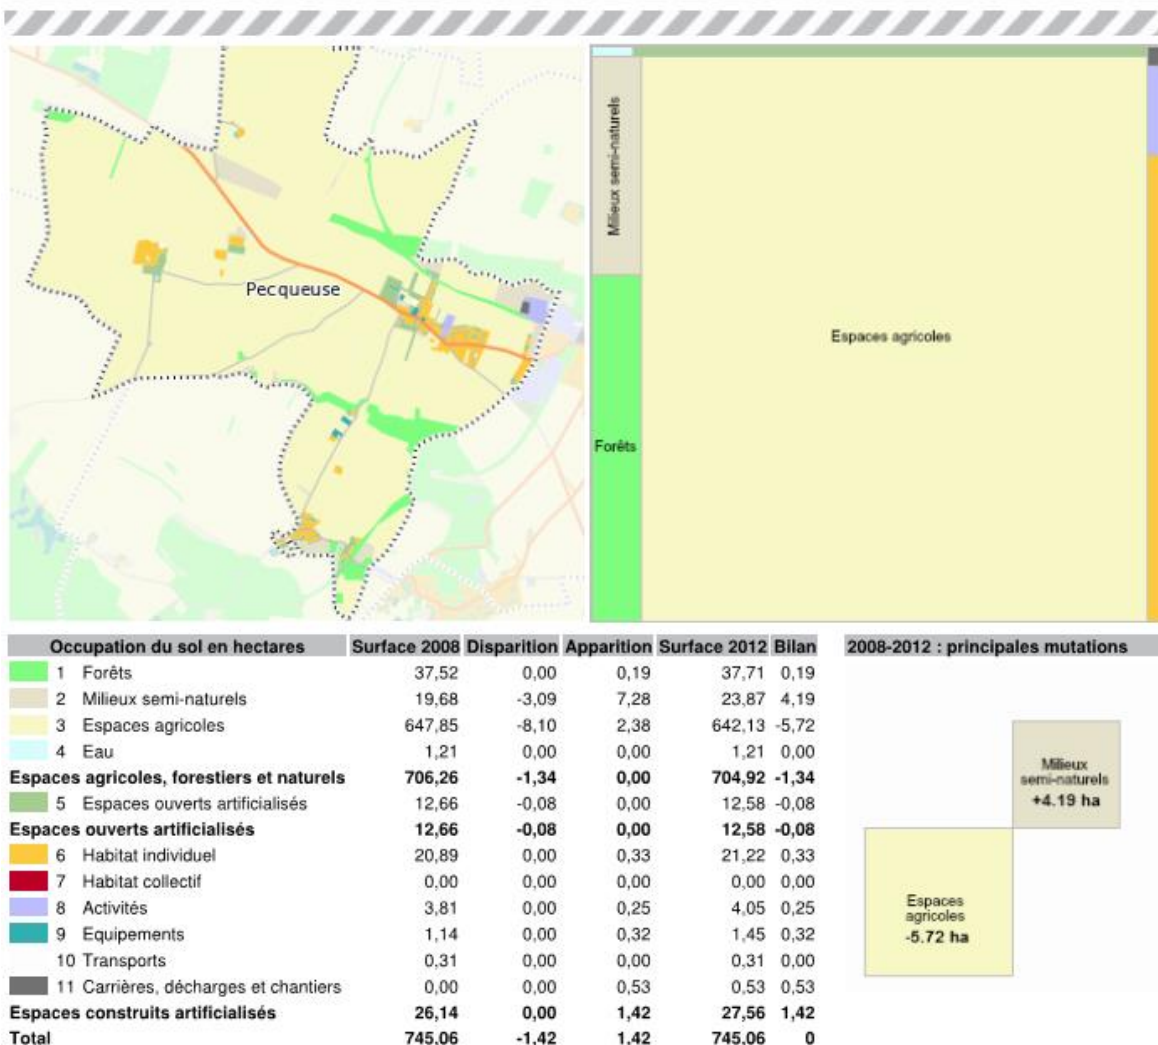 Pecqueuse
Milieux semi-naturels
Forêts
Espaces agricoles
Occupation du sol en hectares Surface 2008 Disparition Apparition Surface 2012 Bilan
1 Forêts 37,52 0,00 0,19 37,71 0,19
2 Milieux semi-naturels 19,68 -3,09 7,28 23,87 4,19
3 Espaces agricoles 647,85 -8,10 2,38 642,13 -5,72
4 Eau 1,21 0,00 0,00 1,21 0,00
Espaces agricoles, forestiers et naturels 706,26 -1,34 0,00 704,92 -1,34
5 Espaces ouverts artificialisés 12,66 -0,08 0,00 12,58 -0,08
Espaces ouverts artificialisés 12,66 -0,08 0,00 12,58 -0,08
6 Habitat individuel 20,89 0,00 0,33 21,22 0,33
7 Habitat collectif 0,00 0,00 0,00 0,00 0,00
8 Activités 3,81 0,00 0,25 4,05 0,25
9 Equipements 1,14 0,00 0,32 1,45 0,32
10 Transports 0,31 0,00 0,00 0,31 0,00
11 Carrières, décharges et chantiers 0,00 0,00 0,53 0,53 0,53
Espaces construits artificialisés 26,14 0,00 1,42 27,56 1,42
Total 745,06 -1,42 1,42 745,06 0
2008-2012 : principales mutations
Milieux
semi-naturels
+4.19 ha
Espaces
agricoles
-5.72 ha